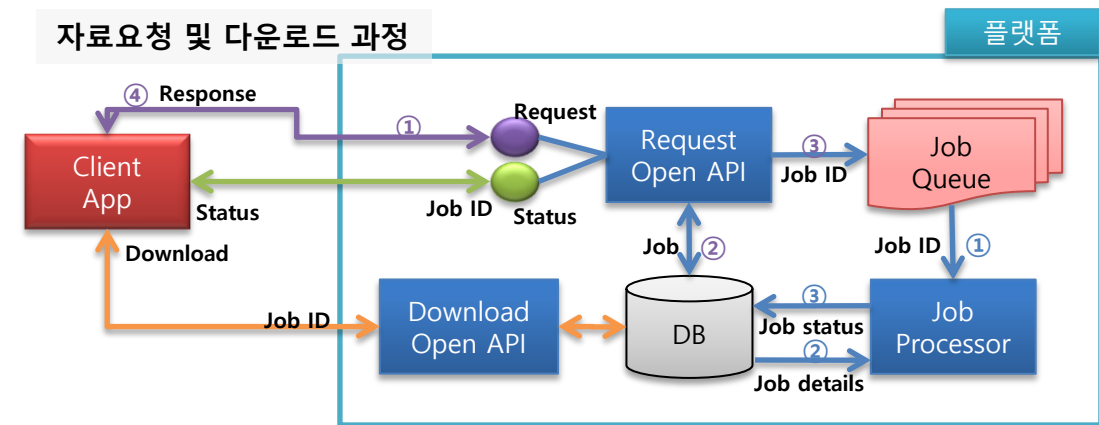 자료요청 및 다운로드 과정
플랫폼
④ Response
①
Request
Client
App
Request
Open API
③
Job ID
Job
Queue
Status
Job ID
Status
Download
Job ②
Job ID ①
Job ID
Download
Open API
DB
③
Job status
②
Job details
Job
Processor